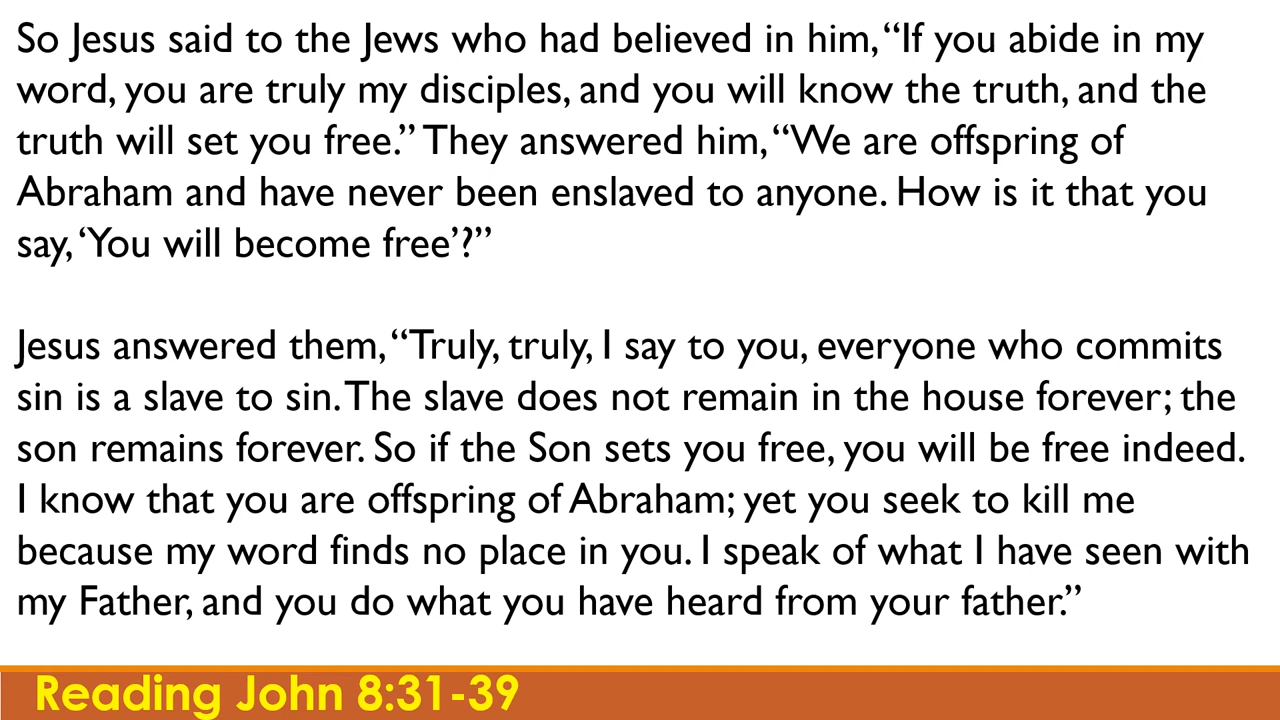 So Jesus said to the Jews who had believed in him, “If you abide in my
word, you are truly my disciples, and you will know the truth, and the
truth will set you free.” They answered him, “We are offspring of
Abraham and have never been enslaved to anyone. How is it that you
say, ‘You will become free’?”
Jesus answered them, “Truly, truly, I say to you, everyone who commits
sin is a slave to sin. The slave does not remain in the house forever; the
son remains forever. So if the Son sets you free, you will be free indeed.
I know that you are offspring of Abraham; yet you seek to kill me
because my word finds no place in you. I speak of what I have seen with
my Father, and you do what you have heard from your father.”
Reading John 8:31-39